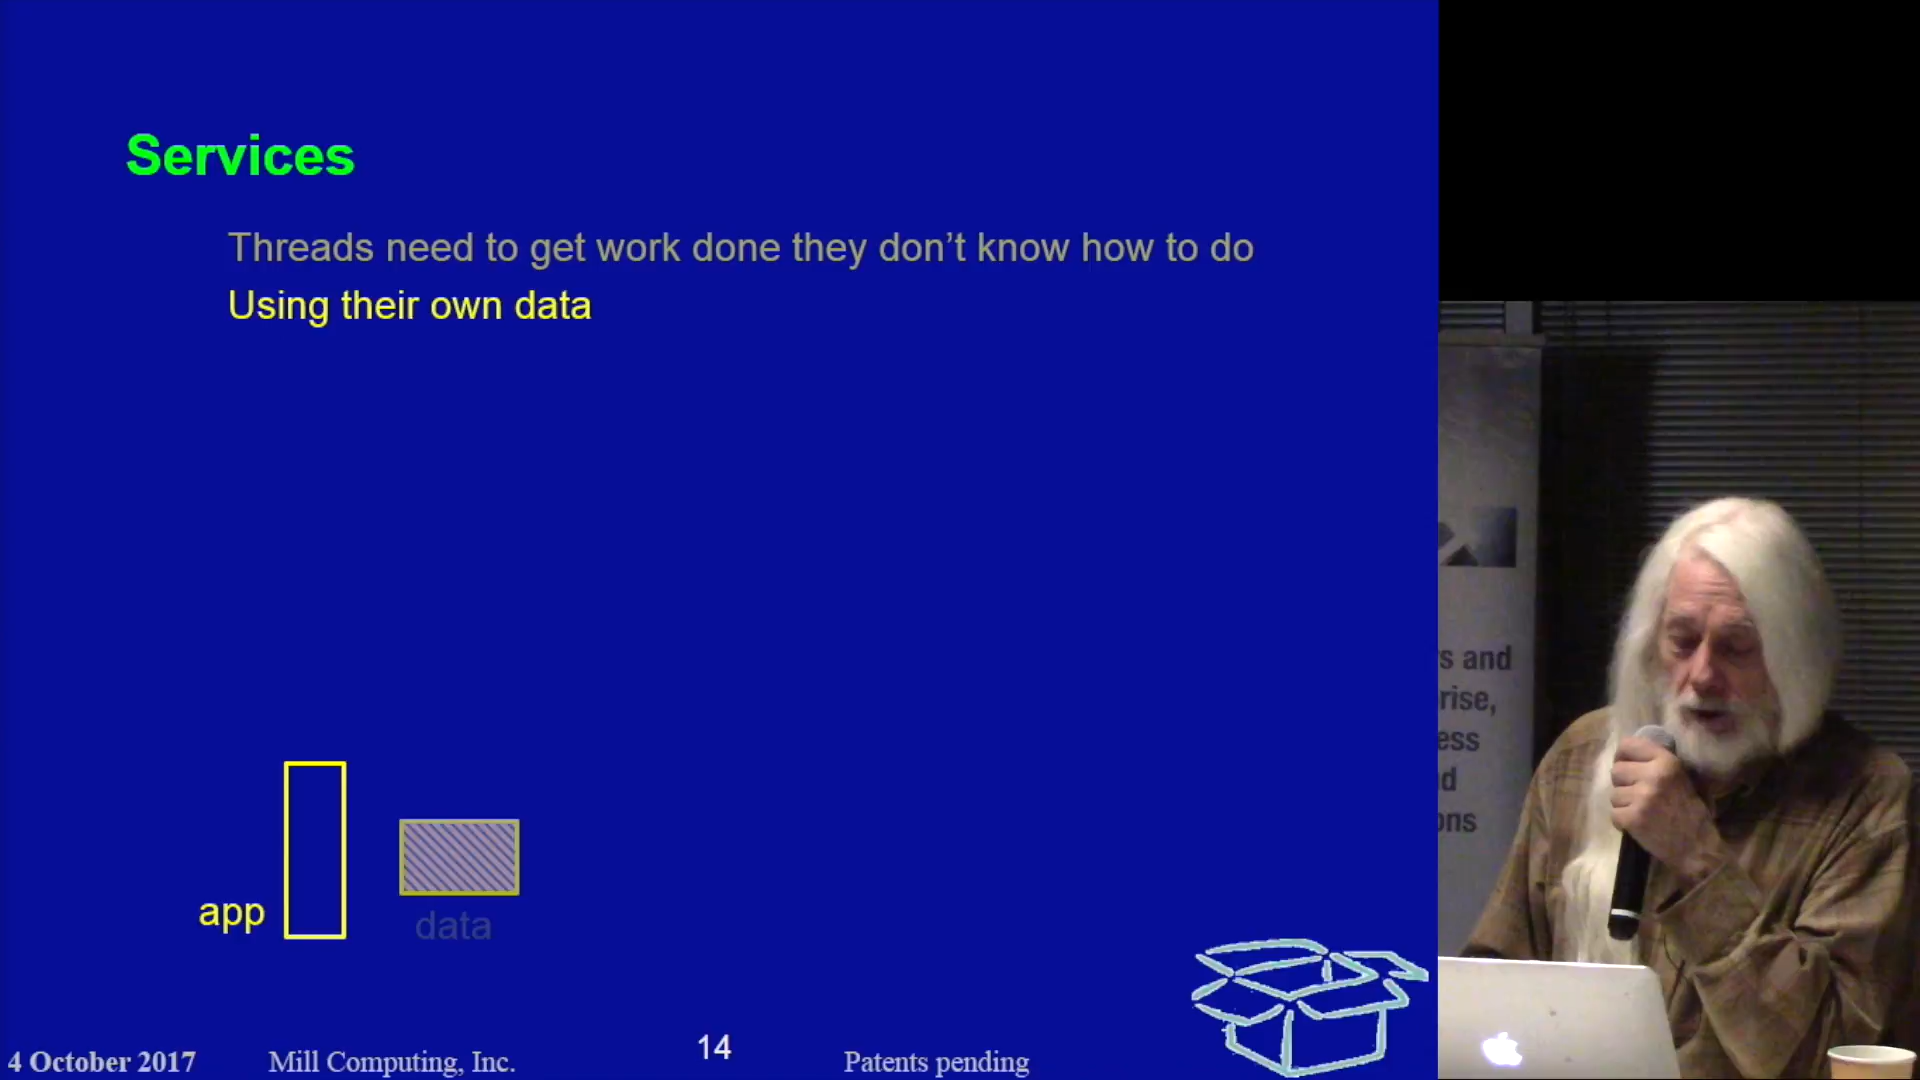 Services
Threads need to get work done they don't know how to do
Using their own data
app
data
4 October 2017
Mill Computing, Inc.
14
Patents pending
s and
rise,
ess
d
ons